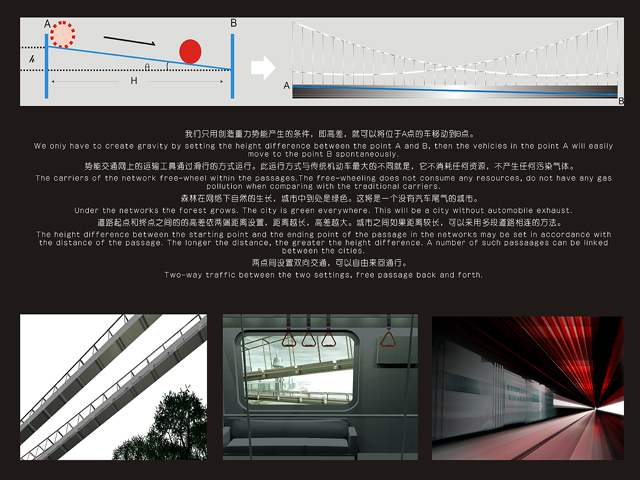 A
B
h
θ
H
A
B
我们只用创造重力势能产生的条件，即高差，就可以将位于A点的车移动到B点。
We only have to create gravity by setting the height difference between the point A and B, then the vehicles in the point A will easily
move to the point B spontaneously.
势能交通网上的运输工具通过滑行的方式运行。此运行方式与传统机动车最大的不同就是，它不消耗任何资源，不产生任何污染气体。
The carriers of the network free-wheel within the passages.The free-wheeling does not consume any resources, do not have any gas
pollution when comparing with the traditional carriers.
森林在网络下自然的生长，城市中到处是绿色。这将是一个没有汽车尾气的城市。
Under the networks the forest grows. The city is green everywhere. This will be a city without automobile exhaust.
道路起点和终点之间的的高差依两端距离设置，距离越长，高差越大。城市之间如果距离较长，可以采用多段道路相连的方法。
The height difference between the starting point and the ending point of the passage in the networks may be set in accordance with
the distance of the passage. The longer the distance, the greater the height difference. A number of such passaages can be linked
between the cities.
两点间设置双向交通，可以自由来回通行。
Two-way traffic between the two settings, free passage back and forth.